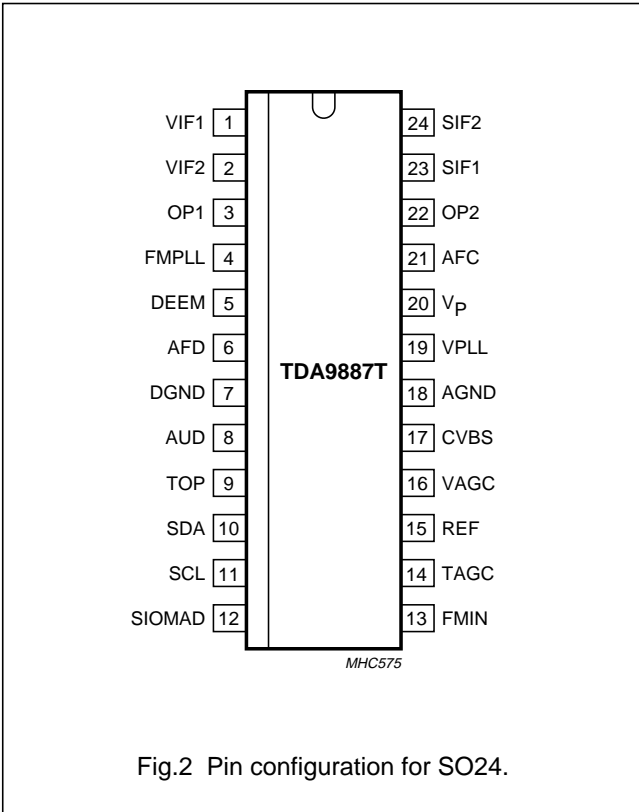 VIF1 1 24 SIF2
VIF2 2 23 SIF1
OP1 3 22 OP2
FMPLL 4 21 AFC
DEEM 5 20 VP
AFD 6 19 VPLL
TDA9887T
DGND 7 18 AGND
AUD 8 17 CVBS
TOP 9 16 VAGC
SDA 10 15 REF
SCL 11 14 TAGC
SIOMAD 12 13 FMIN
MHC575
Fig.2 Pin configuration for SO24.